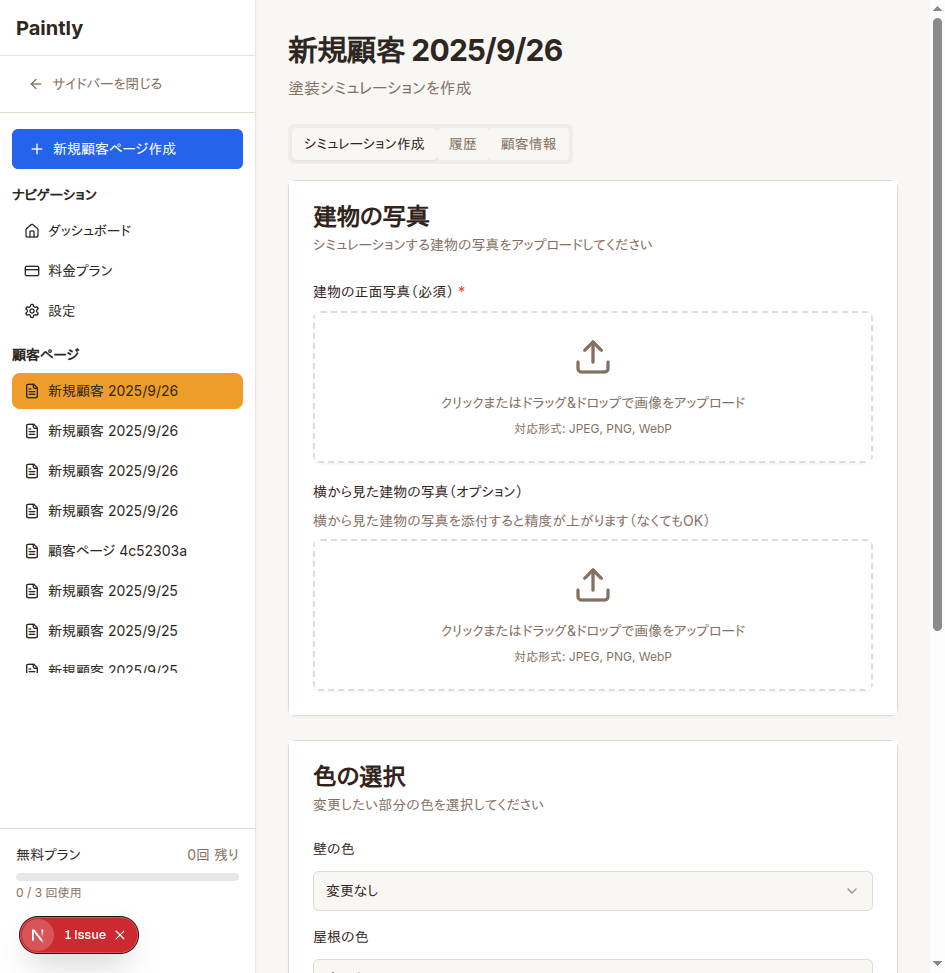 Paintly
サイドバーを閉じる
新規顧客ページ作成
ナビゲーション
ダッシュボード
料金プラン
設定
顧客ページ
新規顧客 2025/9/26
新規顧客 2025/9/26
新規顧客 2025/9/26
新規顧客 2025/9/26
顧客ページ 4c52303a
新規顧客 2025/9/25
新規顧客 2025/9/25
新規顧客 2025/9/25
無料プラン 0回 残り
0 / 3 回使用
1 Issue
新規顧客 2025/9/26
塗装シミュレーションを作成
シミュレーション作成 履歴 顧客情報
建物の写真
シミュレーションする建物の写真をアップロードしてください
建物の正面写真（必須） *
クリックまたはドラッグ&ドロップで画像をアップロード
対応形式: JPEG, PNG, WebP
横から見た建物の写真（オプション）
横から見た建物の写真を添付すると精度が上がります（なくてもOK）
クリックまたはドラッグ&ドロップで画像をアップロード
対応形式: JPEG, PNG, WebP
色の選択
変更したい部分の色を選択してください
壁の色
変更なし
屋根の色